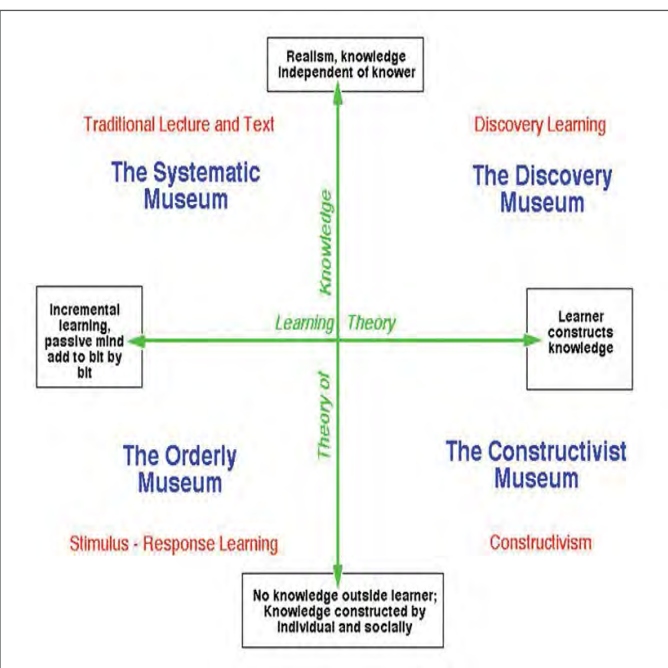 Realism, knowledge
independent of knower
Traditional Lecture and Text
Discovery Learning
The Systematic
Museum
The Discovery
Museum
Knowledge
Incremental
learning,
passive mind
add to bit by
bit
Learning Theory
Learner
constructs
knowledge
Theory of
The Orderly
Museum
The Constructivist
Museum
Stimulus - Response Learning
Constructivism
No knowledge outside learner;
Knowledge constructed by
individual and socially